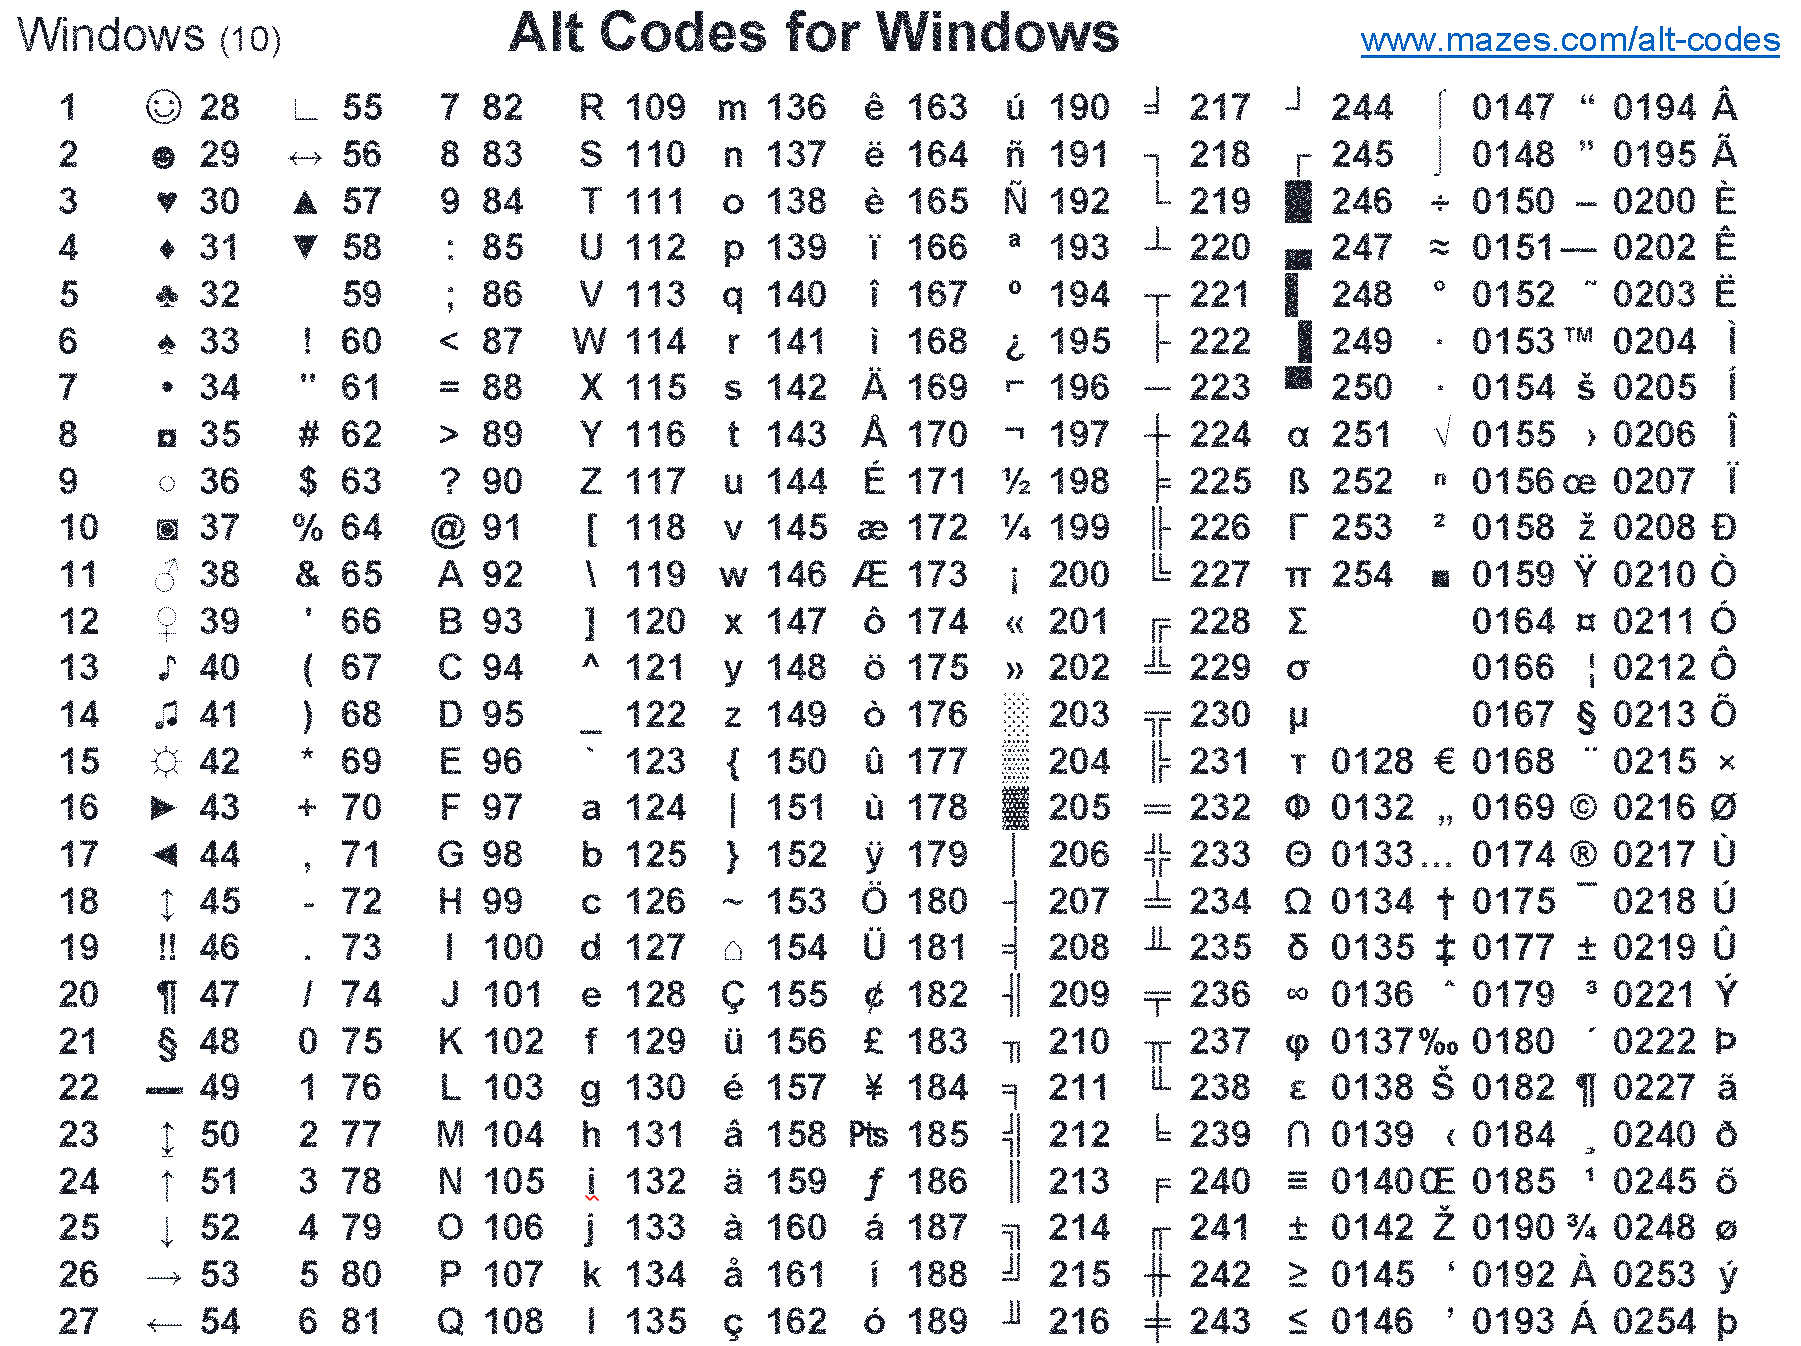 Windows (10) Alt Codes for Windows www.mazes.com/alt-codes
1 ☺ 28 ∟ 55 7 82 R 109 m 136 ê 163 ú 190 ╛ 217 ┘ 244 ⌠ 0147 “ 0194 Â
2 ☻ 29 ↔ 56 8 83 S 110 n 137 ë 164 ñ 191 ┐ 218 ┌ 245 ⌡ 0148 ” 0195 Ã
3 ♥ 30 ▲ 57 9 84 T 111 o 138 è 165 Ñ 192 └ 219 █ 246 ÷ 0150 – 0200 È
4 ♦ 31 ▼ 58 : 85 U 112 p 139 ï 166 ª 193 ┴ 220 ▄ 247 ≈ 0151 — 0202 Ê
5 ♣ 32 59 ; 86 V 113 q 140 î 167 º 194 ┬ 221 ▌ 248 ° 0152 ˜ 0203 Ë
6 ♠ 33 ! 60 < 87 W 114 r 141 ì 168 ¿ 195 ├ 222 ▐ 249 · 0153 ™ 0204 Ì
7 • 34 " 61 = 88 X 115 s 142 Ä 169 ⌐ 196 ─ 223 ▀ 250 · 0154 š 0205 Í
8 ◘ 35 # 62 > 89 Y 116 t 143 Å 170 ¬ 197 ┼ 224 α 251 √ 0155 › 0206 Î
9 ○ 36 $ 63 ? 90 Z 117 u 144 É 171 ½ 198 ╞ 225 ß 252 ⁿ 0156 œ 0207 Ï
10 ◙ 37 % 64 @ 91 [ 118 v 145 æ 172 ¼ 199 ╟ 226 Γ 253 ² 0158 ž 0208 Ð
11 ♂ 38 & 65 A 92 \ 119 w 146 Æ 173 ¡ 200 ╚ 227 π 254 ■ 0159 Ÿ 0210 Ò
12 ♀ 39 ' 66 B 93 ] 120 x 147 ô 174 « 201 ╔ 228 Σ 0164 ¤ 0211 Ó
13 ♪ 40 ( 67 C 94 ^ 121 y 148 ö 175 » 202 ╩ 229 σ 0166 ¦ 0212 Ô
14 ♫ 41 ) 68 D 95 _ 122 z 149 ò 176 ░ 203 ╦ 230 µ 0167 § 0213 Õ
15 ☼ 42 * 69 E 96 ` 123 { 150 û 177 ▒ 204 ╠ 231 τ 0128 € 0168 ¨ 0215 ×
16 ► 43 + 70 F 97 a 124 | 151 ù 178 ▓ 205 ═ 232 Φ 0132 „ 0169 © 0216 Ø
17 ◄ 44 , 71 G 98 b 125 } 152 ÿ 179 │ 206 ╬ 233 Θ 0133 … 0174 ® 0217 Ù
18 ↕ 45 - 72 H 99 c 126 ~ 153 Ö 180 ┤ 207 ╧ 234 Ω 0134 † 0175 ¯ 0218 Ú
19 ‼ 46 . 73 I 100 d 127 ⌂ 154 Ü 181 ╡ 208 ╨ 235 δ 0135 ‡ 0177 ± 0219 Û
20 ¶ 47 / 74 J 101 e 128 Ç 155 ¢ 182 ╢ 209 ╤ 236 ∞ 0136 ˆ 0179 ³ 0221 Ý
21 § 48 0 75 K 102 f 129 ü 156 £ 183 ╖ 210 ╥ 237 φ 0137 ‰ 0180 ´ 0222 Þ
22 ▬ 49 1 76 L 103 g 130 é 157 ¥ 184 ╕ 211 ╙ 238 ε 0138 Š 0182 ¶ 0227 ã
23 ↨ 50 2 77 M 104 h 131 â 158 ₧ 185 ╣ 212 ╘ 239 ∩ 0139 ‹ 0184 ¸ 0240 ð
24 ↑ 51 3 78 N 105 i 132 ä 159 ƒ 186 ║ 213 ╒ 240 ≡ 0140 Œ 0185 ¹ 0245 õ
25 ↓ 52 4 79 O 106 j 133 à 160 á 187 ╗ 214 ╓ 241 ± 0142 Ž 0190 ¾ 0248 ø
26 → 53 5 80 P 107 k 134 å 161 í 188 ╝ 215 ╫ 242 ≥ 0145 ‘ 0192 À 0253 ý
27 ← 54 6 81 Q 108 l 135 ç 162 ó 189 ╜ 216 ╪ 243 ≤ 0146 ’ 0193 Á 0254 þ